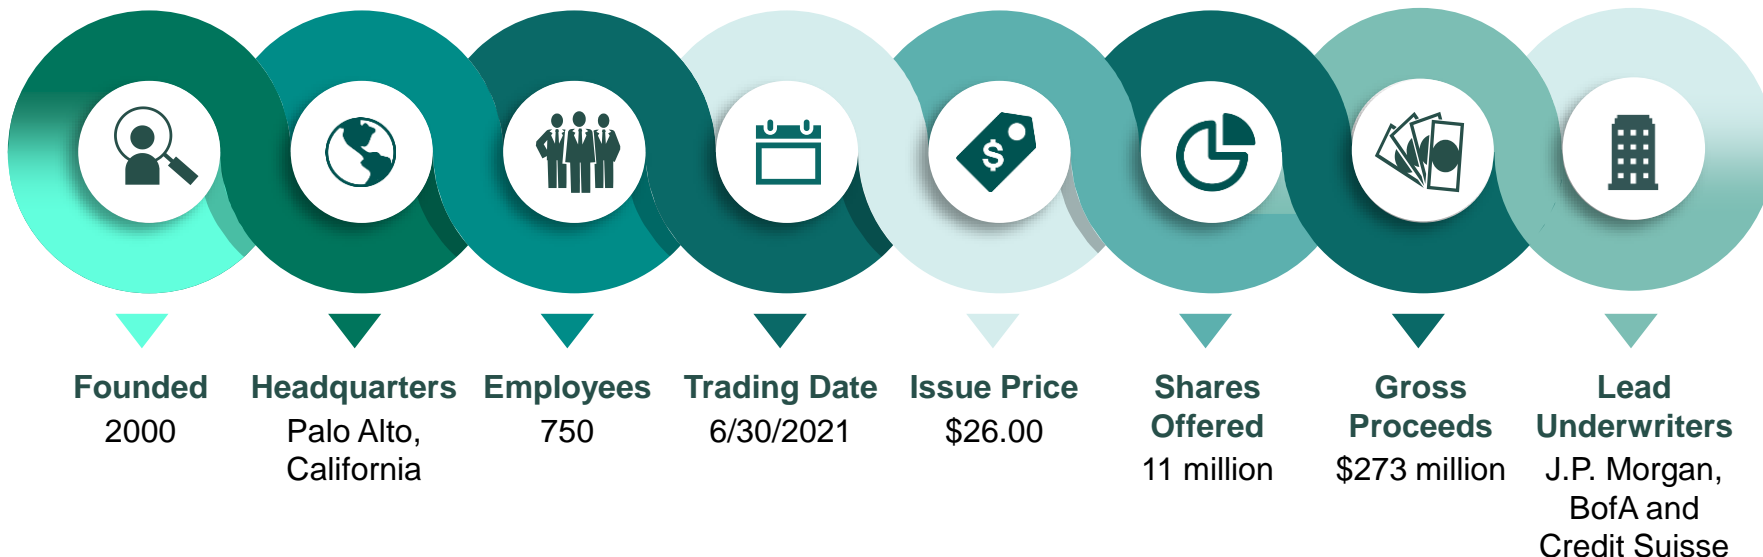 Founded
2000
Headquarters
Palo Alto,
California
Employees
750
Trading Date
6/30/2021
Issue Price
$26.00
Shares
Offered
11 million
Gross
Proceeds
$273 million
Lead
Underwriters
J.P. Morgan,
BofA and
Credit Suisse
$